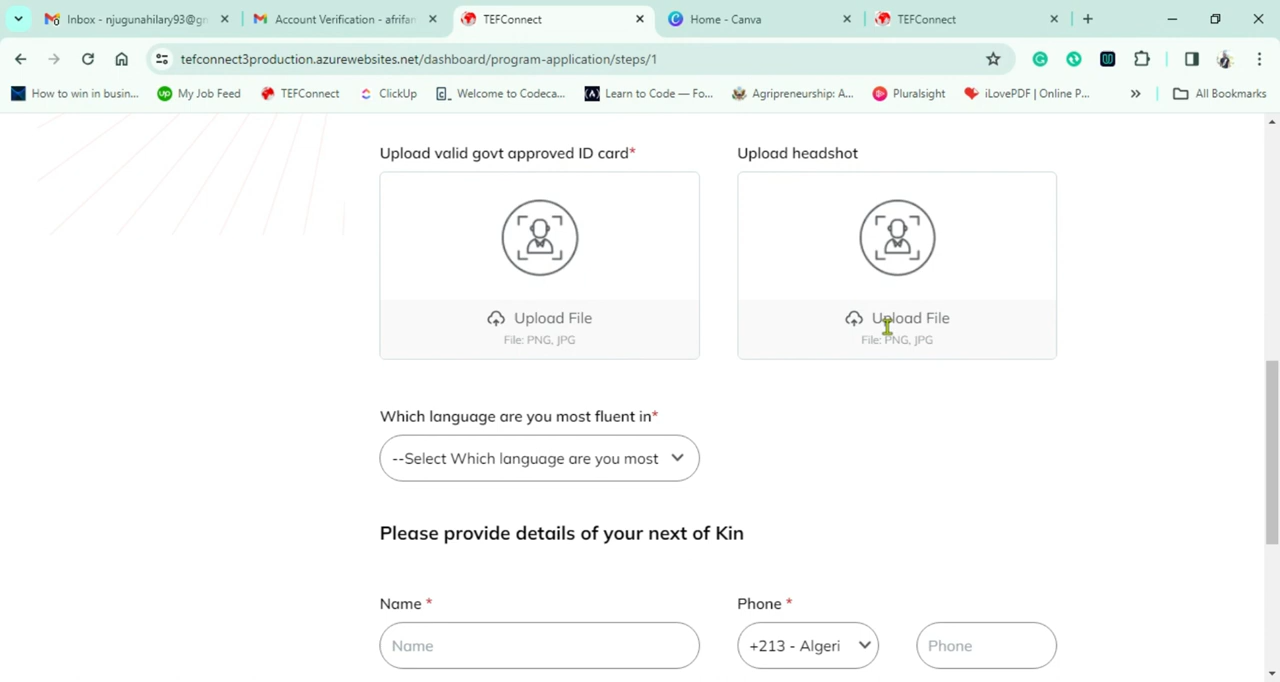 Inbox - njugunahilary93@gn
Account Verification - afrifan
TEFConnect
Home - Canva
TEFConnect
tefconnect3production.azurewebsites.net/dashboard/program-application/steps/1
How to win in busin...
My Job Feed
TEFConnect
ClickUp
Welcome to Codeca...
Learn to Code — Fo...
Agripreneurship: A...
Pluralsight
iLovePDF | Online P...
All Bookmarks
Upload valid govt approved ID card*
Upload headshot
Upload File
File: PNG, JPG
Upload File
File: PNG, JPG
Which language are you most fluent in*
--Select Which language are you most
Please provide details of your next of Kin
Name *
Phone *
Name
+213 - Algeri
Phone